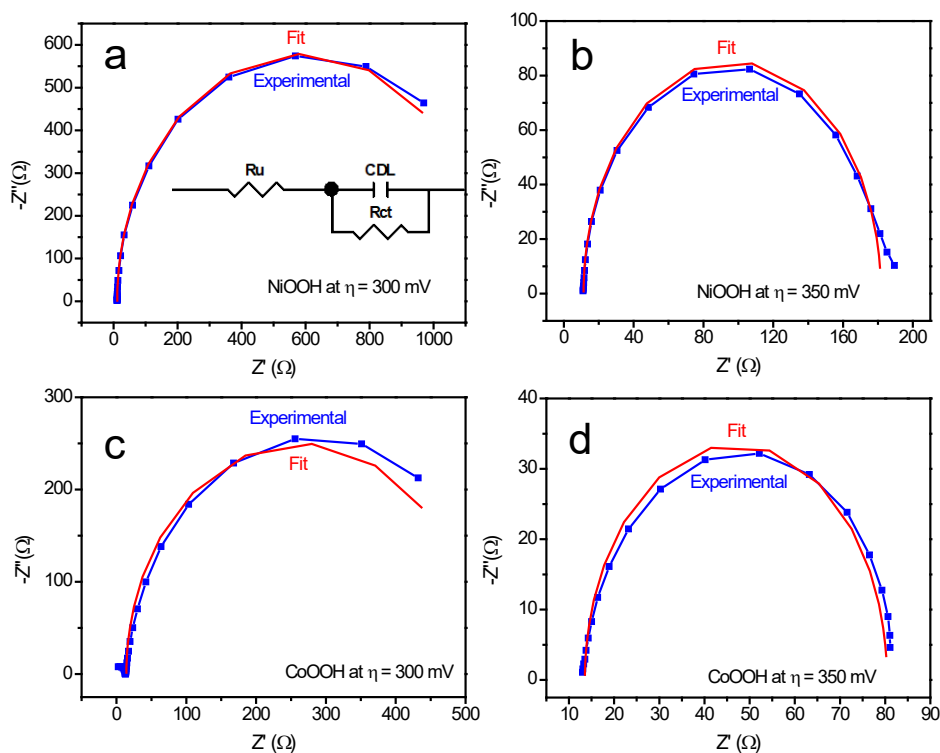 a
600
500
400
300
200
100
0
-Z''(Ω)
Fit
Experimental
Ru
CDL
Rct
NiOOH at η = 300 mV
0 200 400 600 800 1000
Z' (Ω)
b
100
80
60
40
20
0
-Z''(Ω)
Fit
Experimental
NiOOH at η = 350 mV
0 40 80 120 160 200
Z' (Ω)
c
300
200
100
0
-Z''(Ω)
Experimental
Fit
CoOOH at η = 300 mV
0 100 200 300 400 500
Z' (Ω)
d
40
30
20
10
0
-Z''(Ω)
Fit
Experimental
CoOOH at η = 350 mV
10 20 30 40 50 60 70 80 90
Z' (Ω)